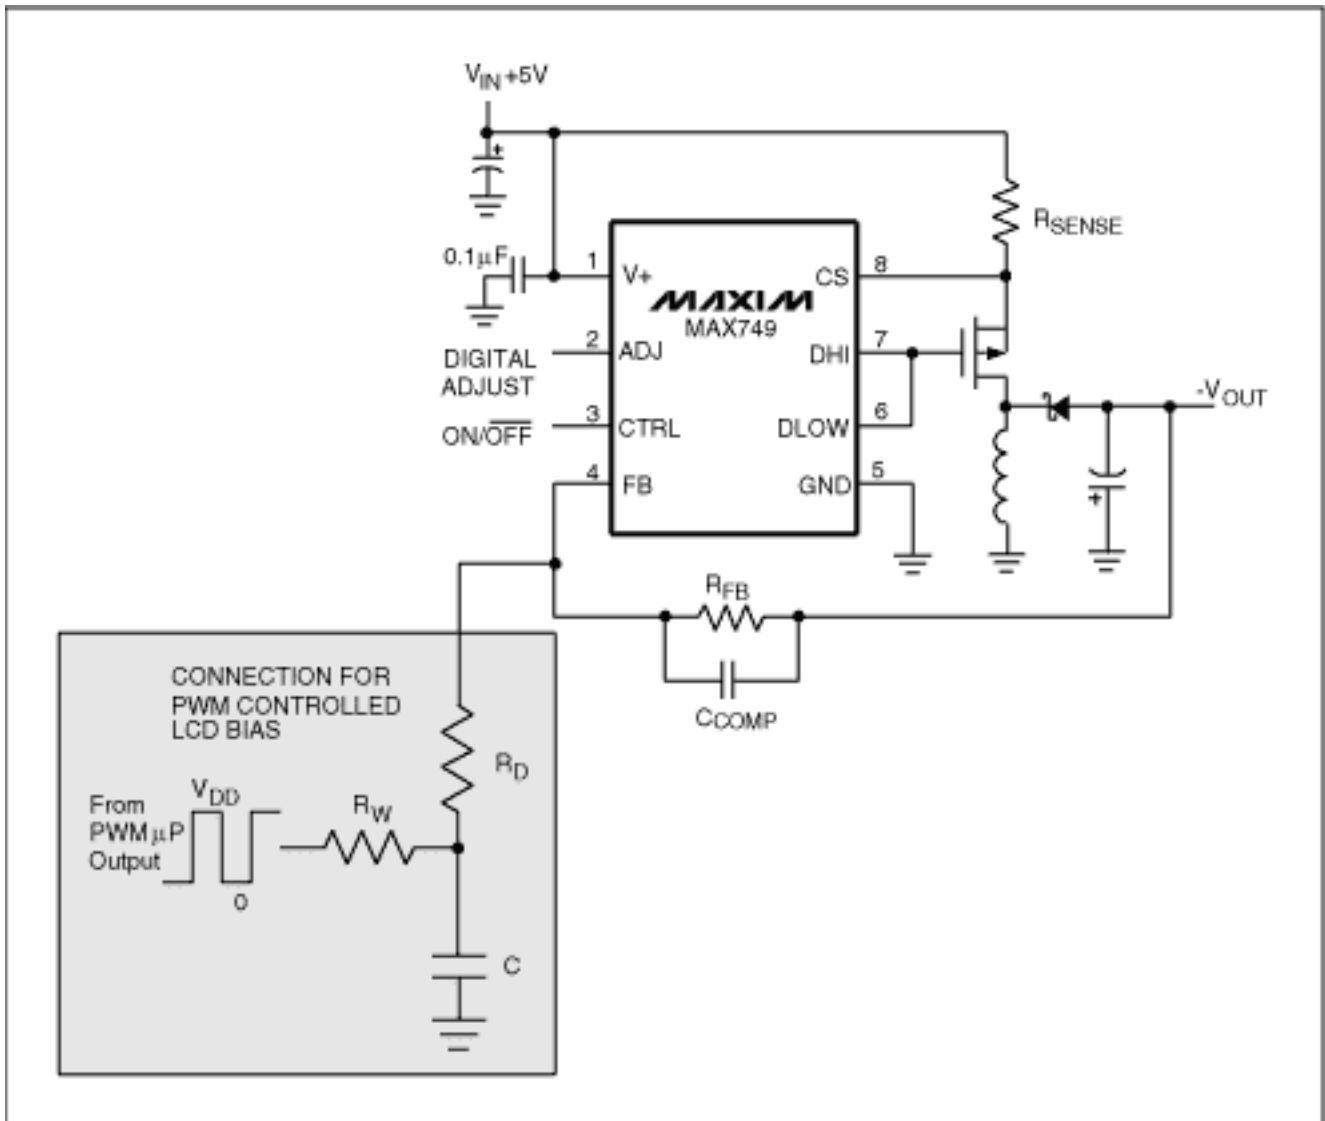 VIN +5V
RSENSE
0.1µF
1
V+
CS
8
MAXIM
MAX749
DIGITAL
ADJUST
2
ADJ
DHI
7
-VOUT
ON/OFF
3
CTRL
DLOW
6
4
FB
GND
5
RFB
CCOMP
CONNECTION FOR
PWM CONTROLLED
LCD BIAS
RD
VDD
RW
From
PWM µP
Output
0
C
+
+